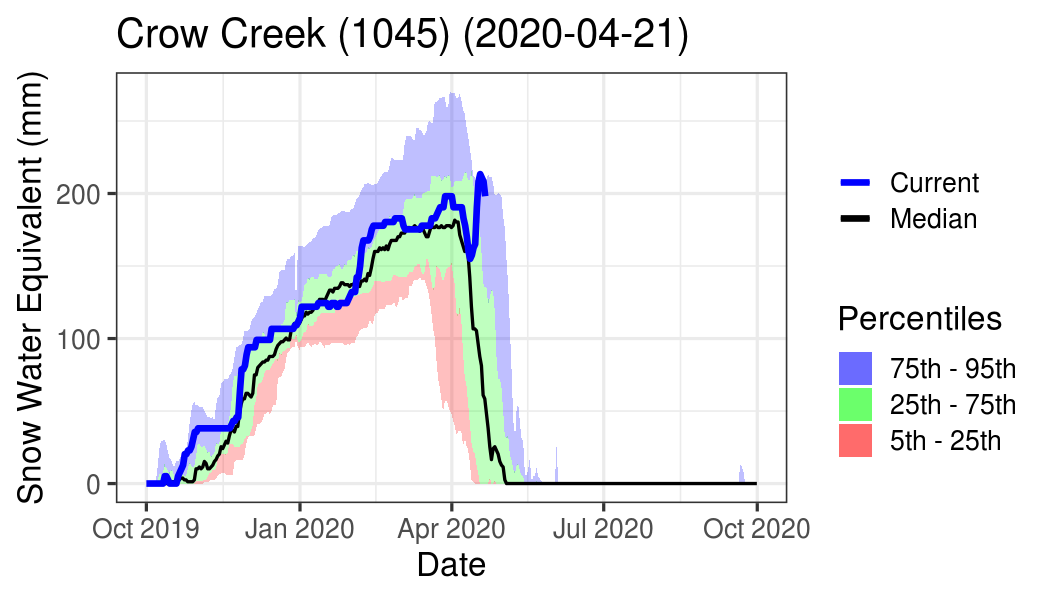 Crow Creek (1045) (2020-04-21)
Snow Water Equivalent (mm)
200
100
0
Oct 2019 Jan 2020 Apr 2020 Jul 2020 Oct 2020
Date
Current
Median
Percentiles
75th - 95th
25th - 75th
5th - 25th